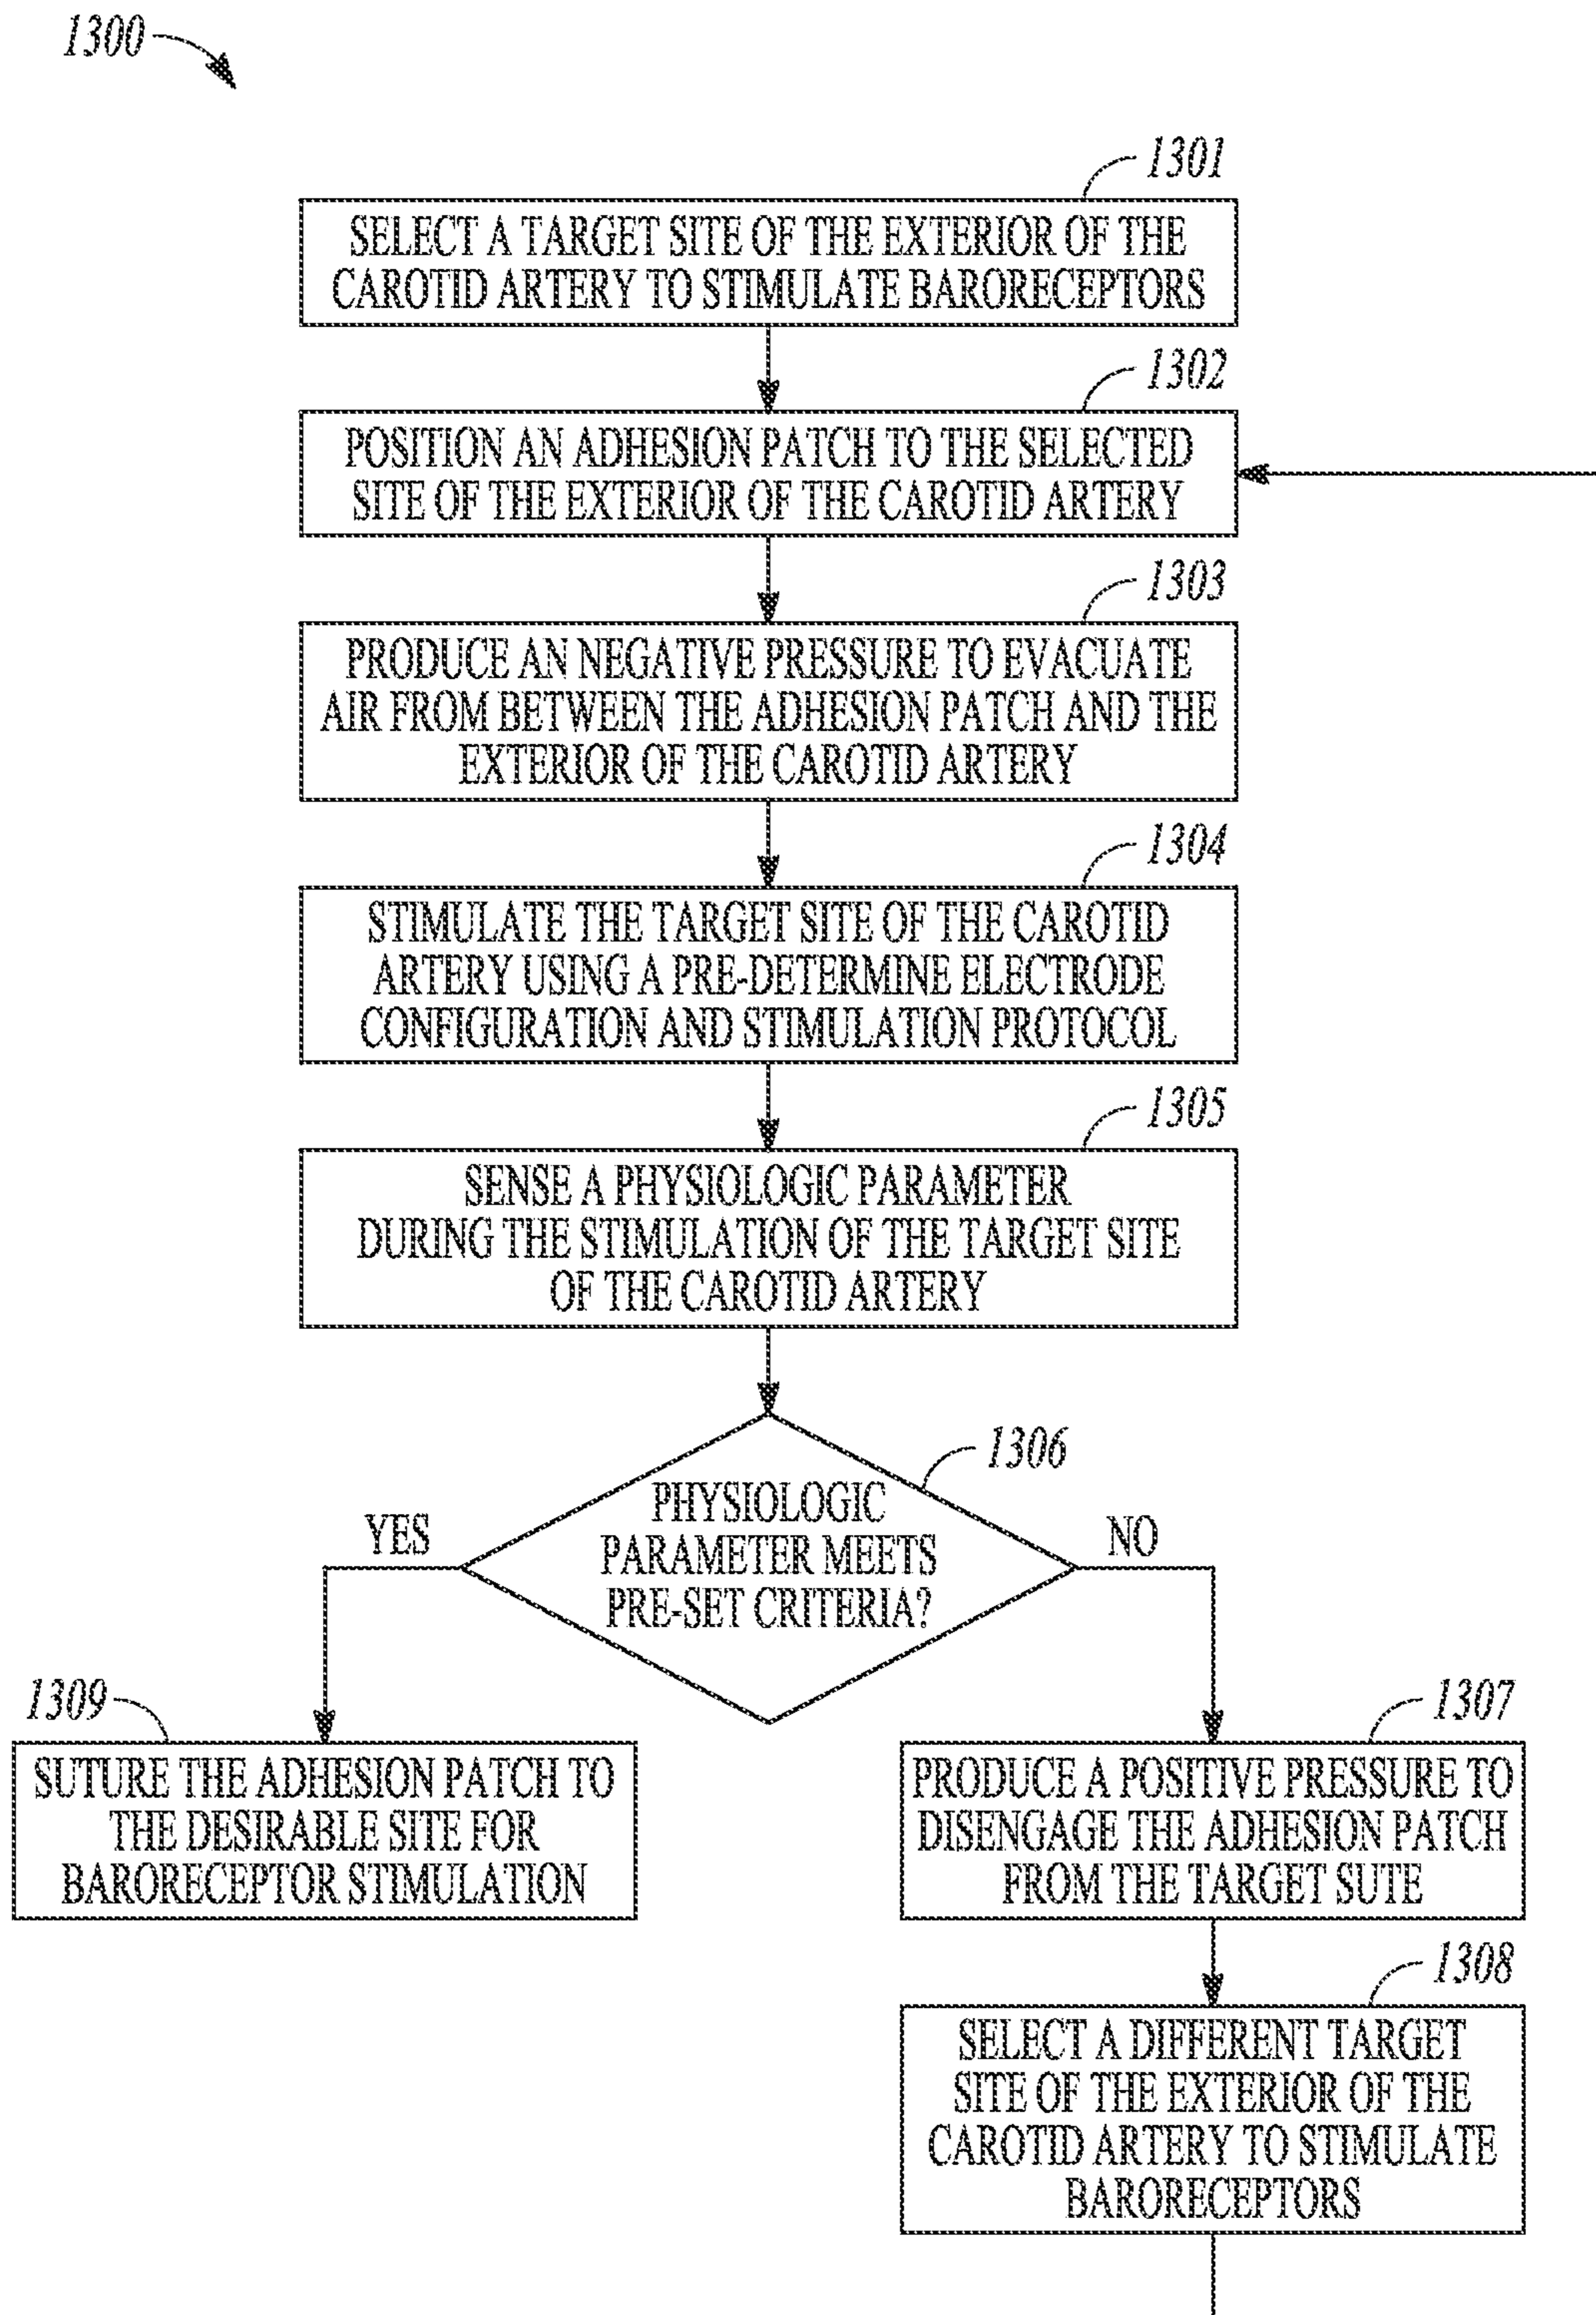 1300
1301
SELECT A TARGET SITE OF THE EXTERIOR OF THE
CAROTID ARTERY TO STIMULATE BARORECEPTORS
1302
POSITION AN ADHESION PATCH TO THE SELECTED
SITE OF THE EXTERIOR OF THE CAROTID ARTERY
1303
PRODUCE AN NEGATIVE PRESSURE TO EVACUATE
AIR FROM BETWEEN THE ADHESION PATCH AND THE
EXTERIOR OF THE CAROTID ARTERY
1304
STIMULATE THE TARGET SITE OF THE CAROTID
ARTERY USING A PRE-DETERMINE ELECTRODE
CONFIGURATION AND STIMULATION PROTOCOL
1305
SENSE A PHYSIOLOGIC PARAMETER
DURING THE STIMULATION OF THE TARGET SITE
OF THE CAROTID ARTERY
1306
PHYSIOLOGIC
PARAMETER MEETS
PRE-SET CRITERIA?
YES
NO
1309
SUTURE THE ADHESION PATCH TO
THE DESIRABLE SITE FOR
BARORECEPTOR STIMULATION
1307
PRODUCE A POSITIVE PRESSURE TO
DISENGAGE THE ADHESION PATCH
FROM THE TARGET SUTE
1308
SELECT A DIFFERENT TARGET
SITE OF THE EXTERIOR OF THE
CAROTID ARTERY TO STIMULATE
BARORECEPTORS